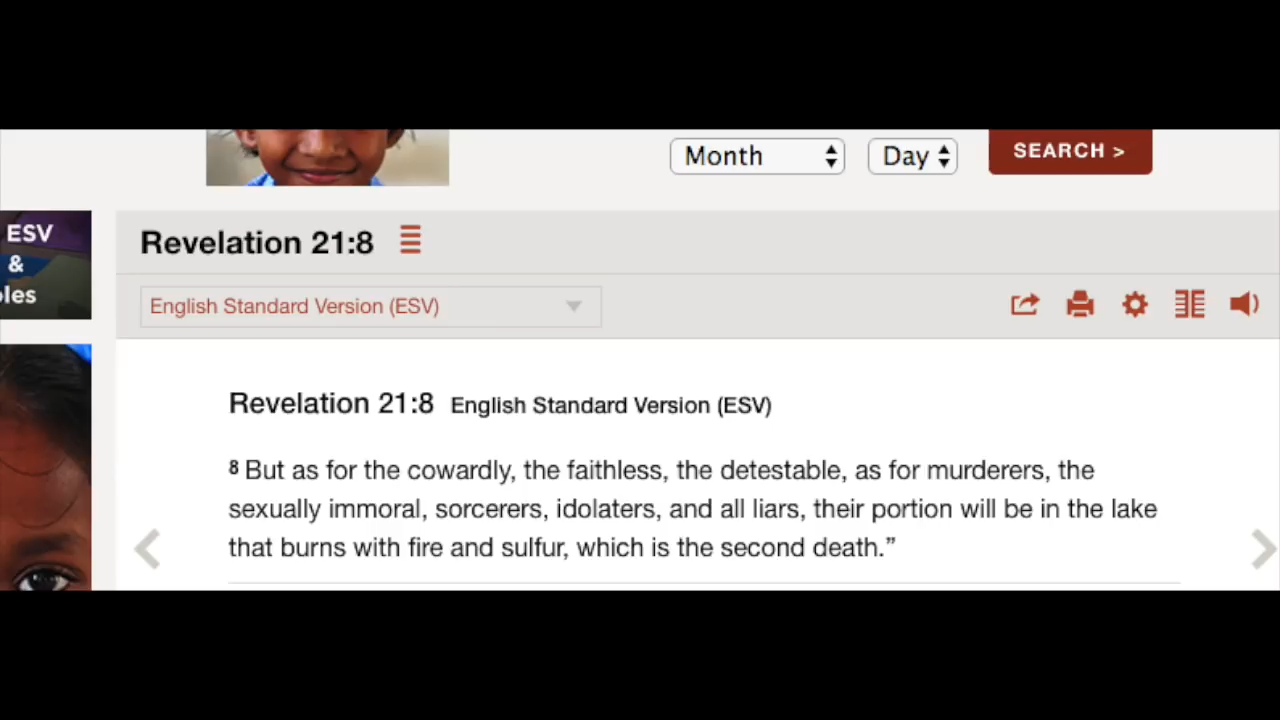 Month
Day
SEARCH >
ESV
&
Revelation 21:8
English Standard Version (ESV)
Revelation 21:8 English Standard Version (ESV)
8 But as for the cowardly, the faithless, the detestable, as for murderers, the
sexually immoral, sorcerers, idolaters, and all liars, their portion will be in the lake
that burns with fire and sulfur, which is the second death.”